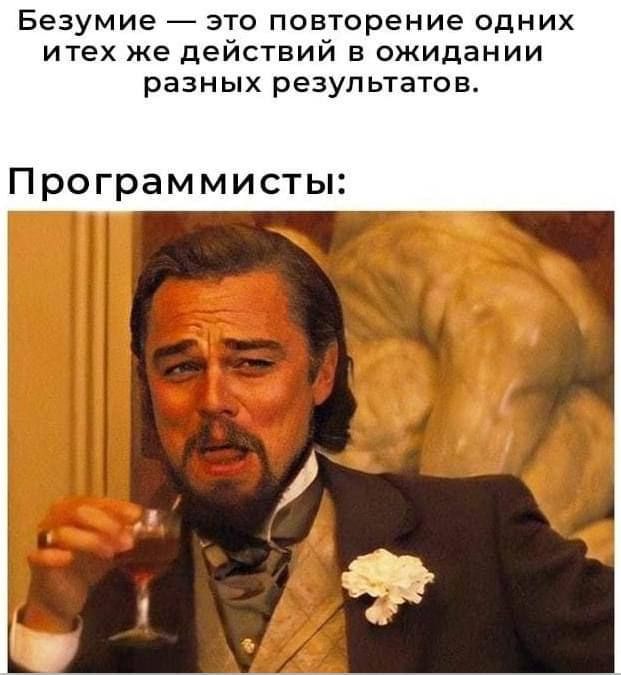 Безумие — это повторение одних
итех же действий в ожидании
разных результатов.
Программисты: